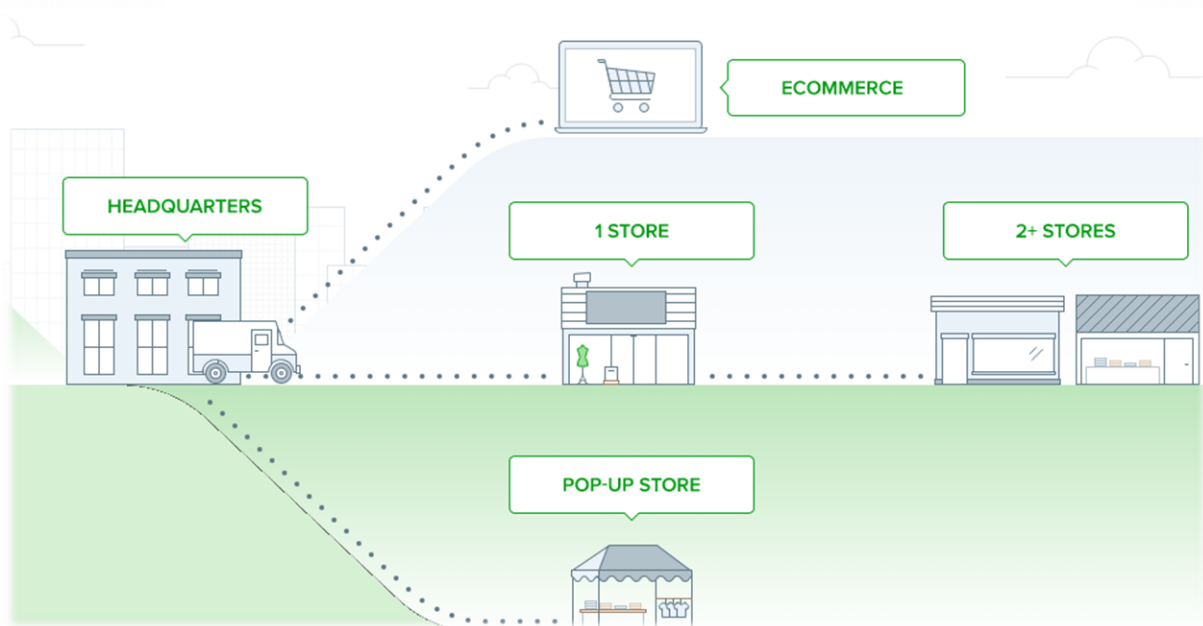 ECOMMERCE
HEADQUARTERS
1 STORE
2+ STORES
POP-UP STORE